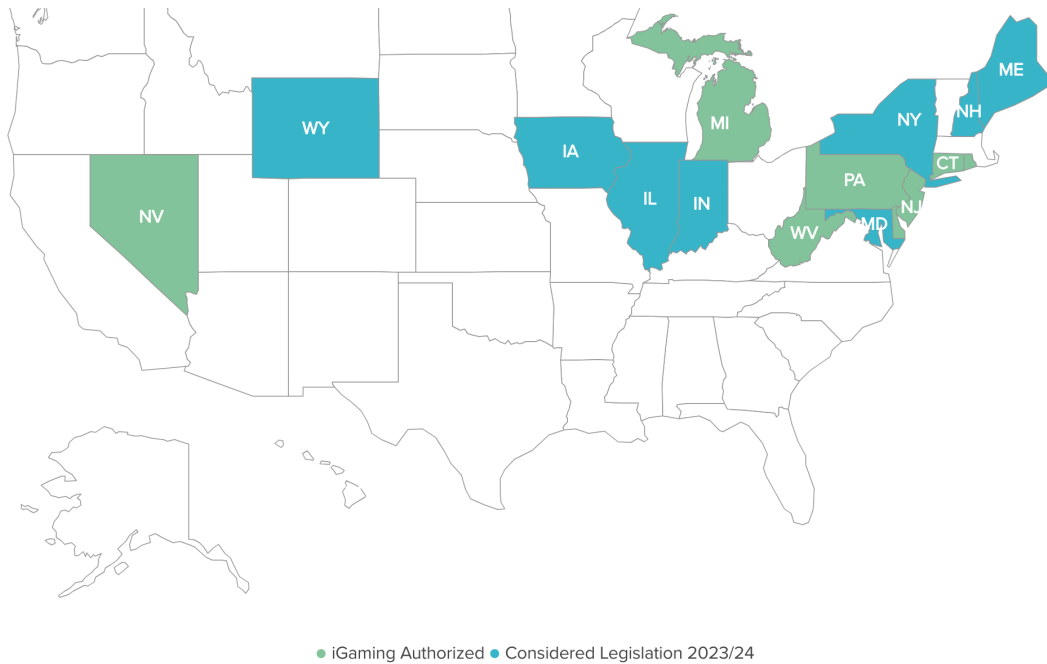 ME
NH
NY
MI
WY
IA
CT
PA
IL
IN
NJ
NV
MD
WV
iGaming Authorized Considered Legislation 2023/24